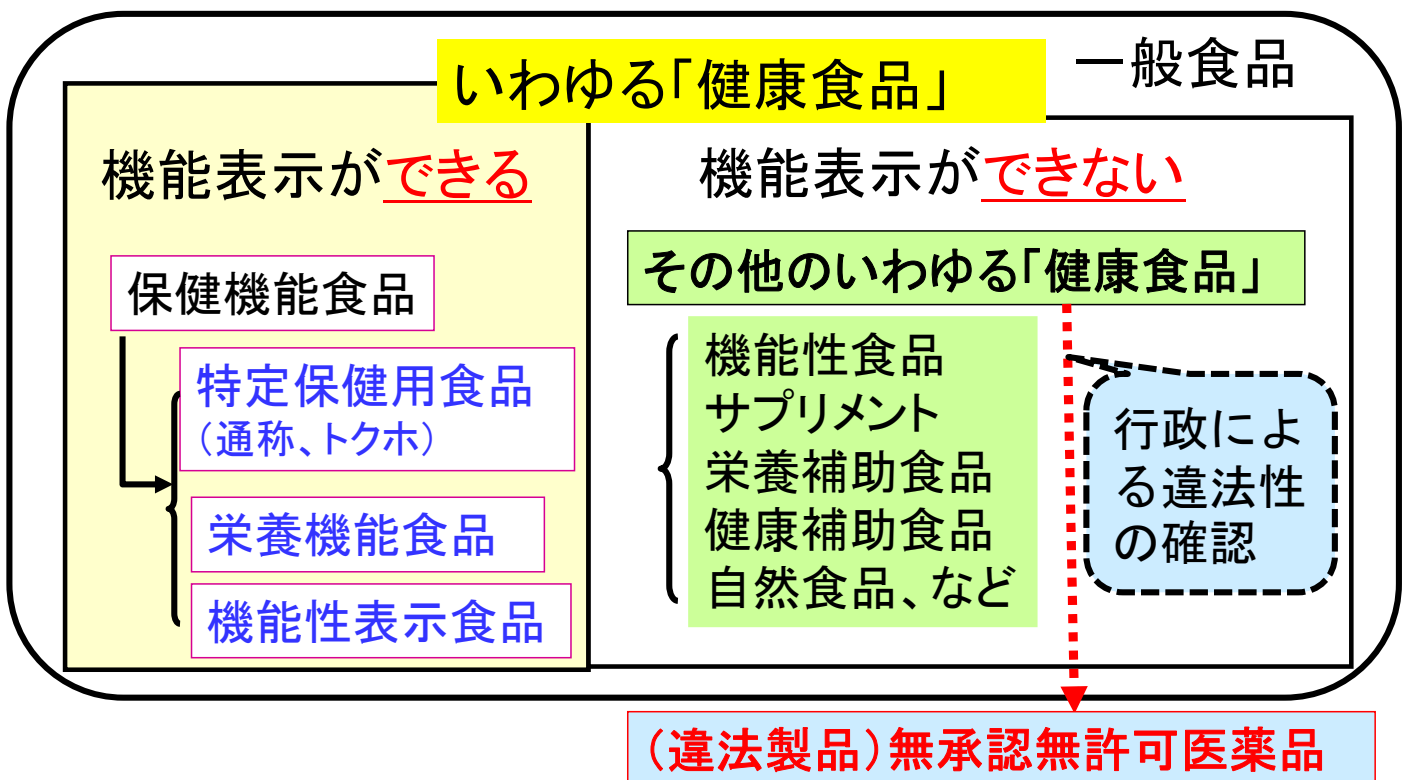 いわゆる「健康食品」
一般食品
機能表示ができる
保健機能食品
特定保健用食品
（通称、トクホ）
栄養機能食品
機能性表示食品
機能表示ができない
その他のいわゆる「健康食品」
機能性食品
サプリメント
栄養補助食品
健康補助食品
自然食品、など
行政によ
る違法性
の確認
（違法製品）無承認無許可医薬品